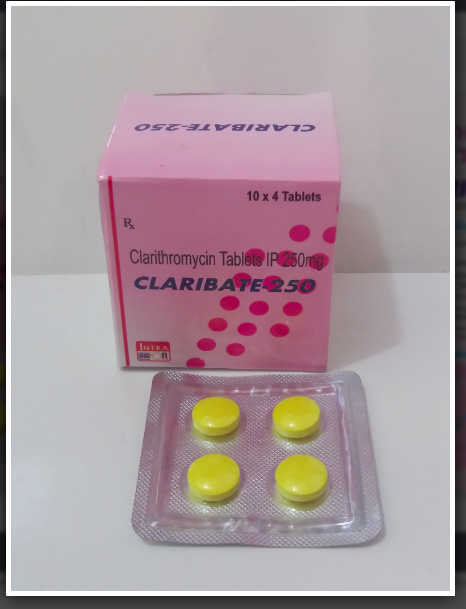 CLARIBATE-250
10 x 4 Tablets
Rx
Clarithromycin Tablets IP 250mg
CLARIBATE-250
INTRA